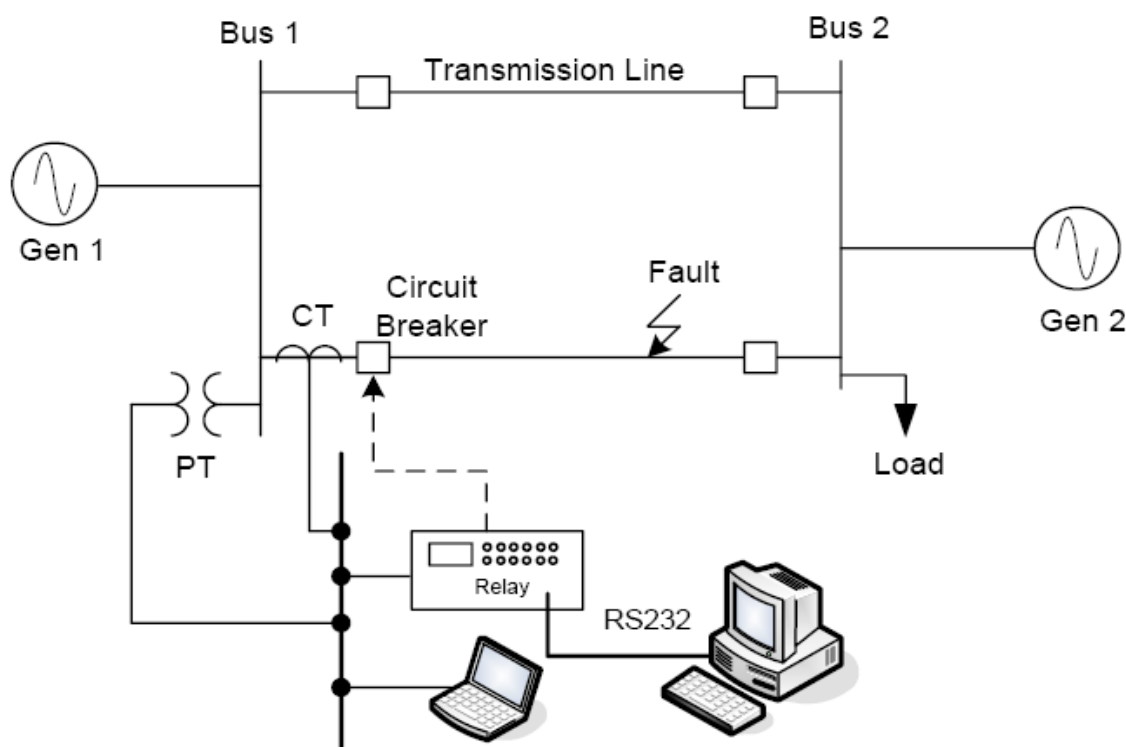 Bus 1
Bus 2
Transmission Line
Gen 1
Circuit
Breaker
Fault
CT
Gen 2
PT
Load
Relay
RS232